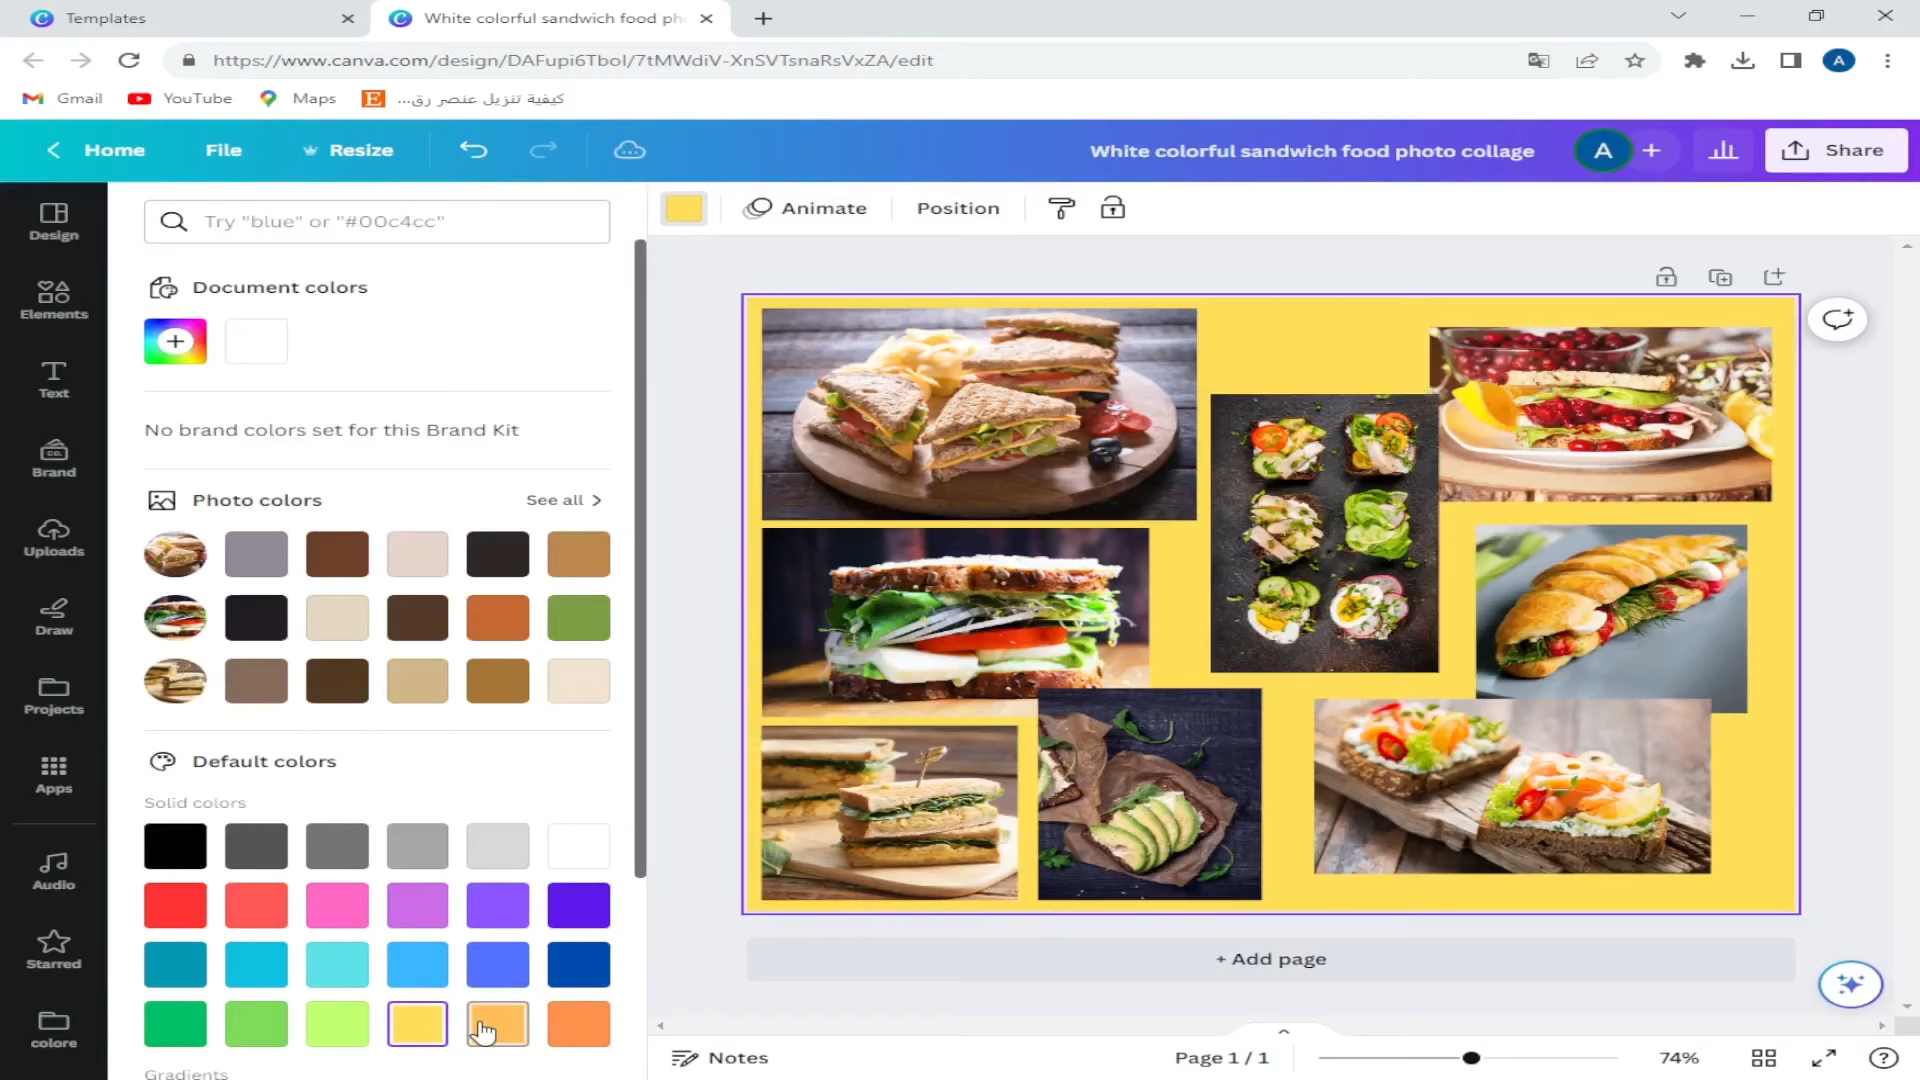 Templates
White colorful sandwich food ph
https://www.canva.com/design/DAFupi6TboI/7tMWdiV-XnSVTsnaRsVxZA/edit
A
Gmail
YouTube
Maps
كيفية تنزيل عنصر رق...
Home
File
Resize
White colorful sandwich food photo collage
A
Share
Design
Elements
Text
Brand
Uploads
Draw
Projects
Apps
Audio
Starred
colore
Try "blue" or "#00c4cc"
Document colors
No brand colors set for this Brand Kit
Photo colors
See all
Default colors
Solid colors
Gradients
Animate
Position
+ Add page
Notes
Page 1 / 1
74%